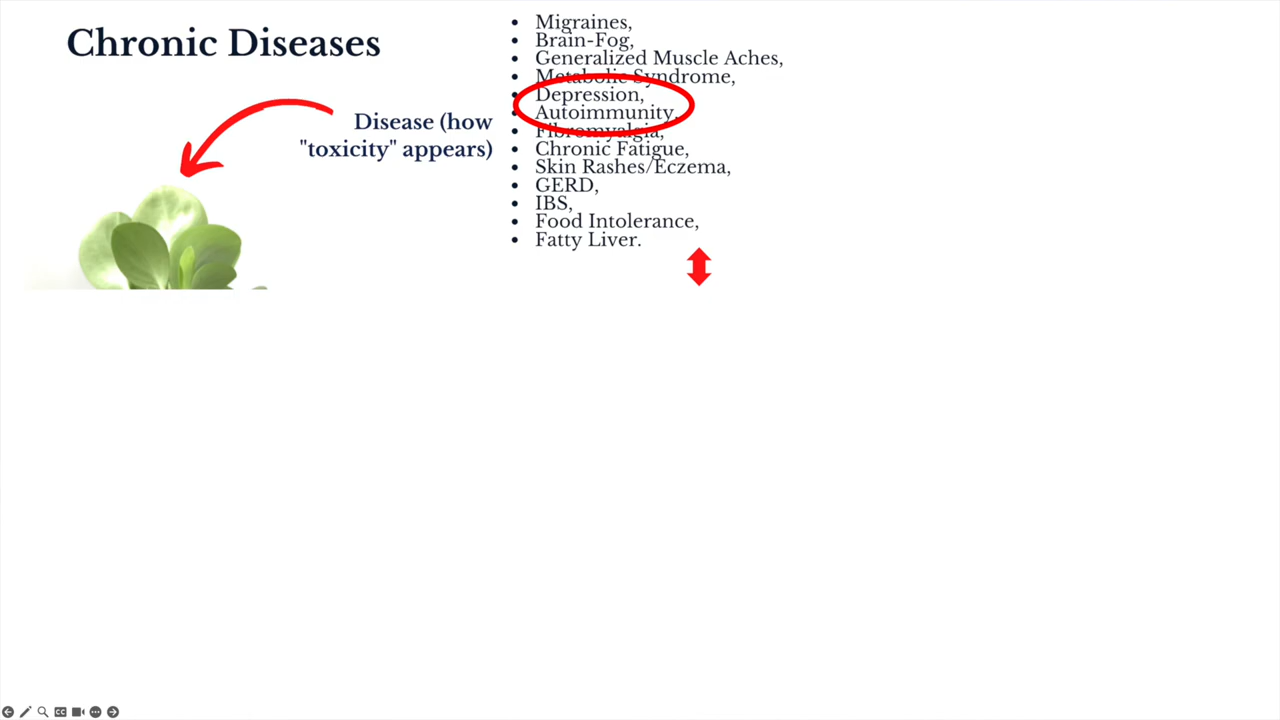 Chronic Diseases
Disease (how
"toxicity" appears)
• Migraines,
• Brain-Fog,
• Generalized Muscle Aches,
• Metabolic Syndrome,
• Depression,
• Autoimmunity,
• Fibromyalgia,
• Chronic Fatigue,
• Skin Rashes/Eczema,
• GERD,
• IBS,
• Food Intolerance,
• Fatty Liver.